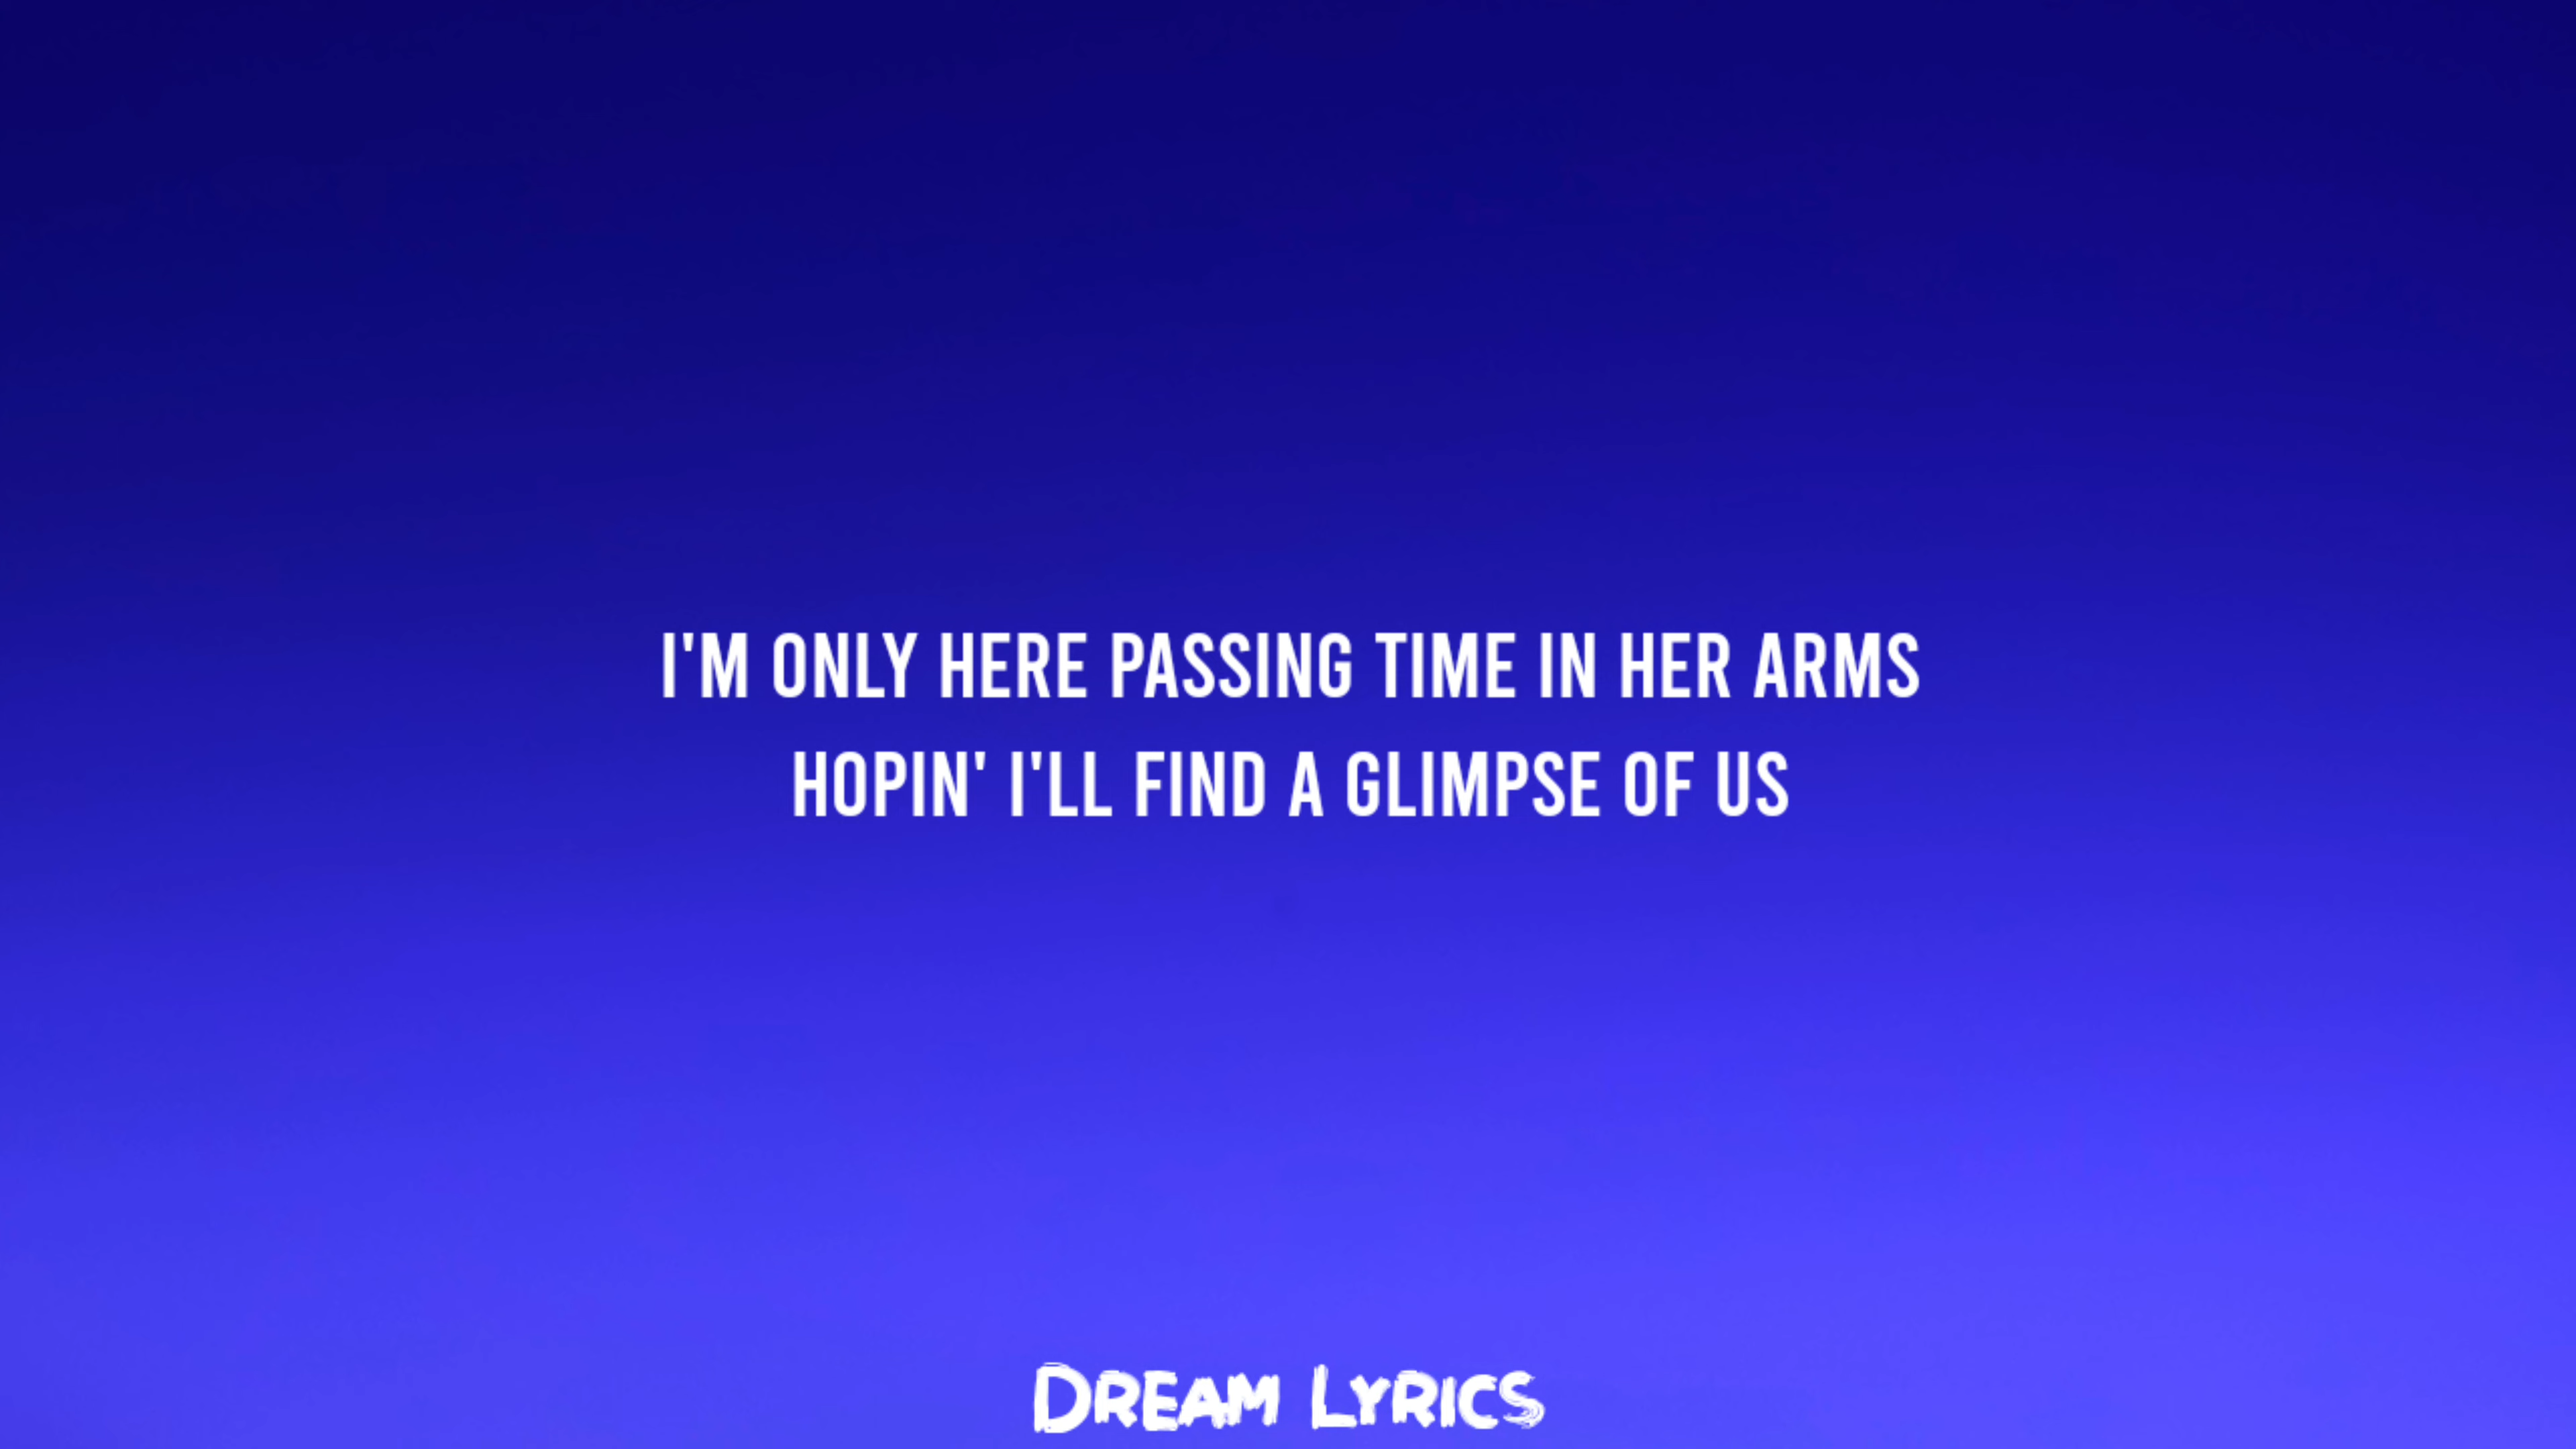 I'M ONLY HERE PASSING TIME IN HER ARMS
HOPIN' I'LL FIND A GLIMPSE OF US
DREAM LYRICS